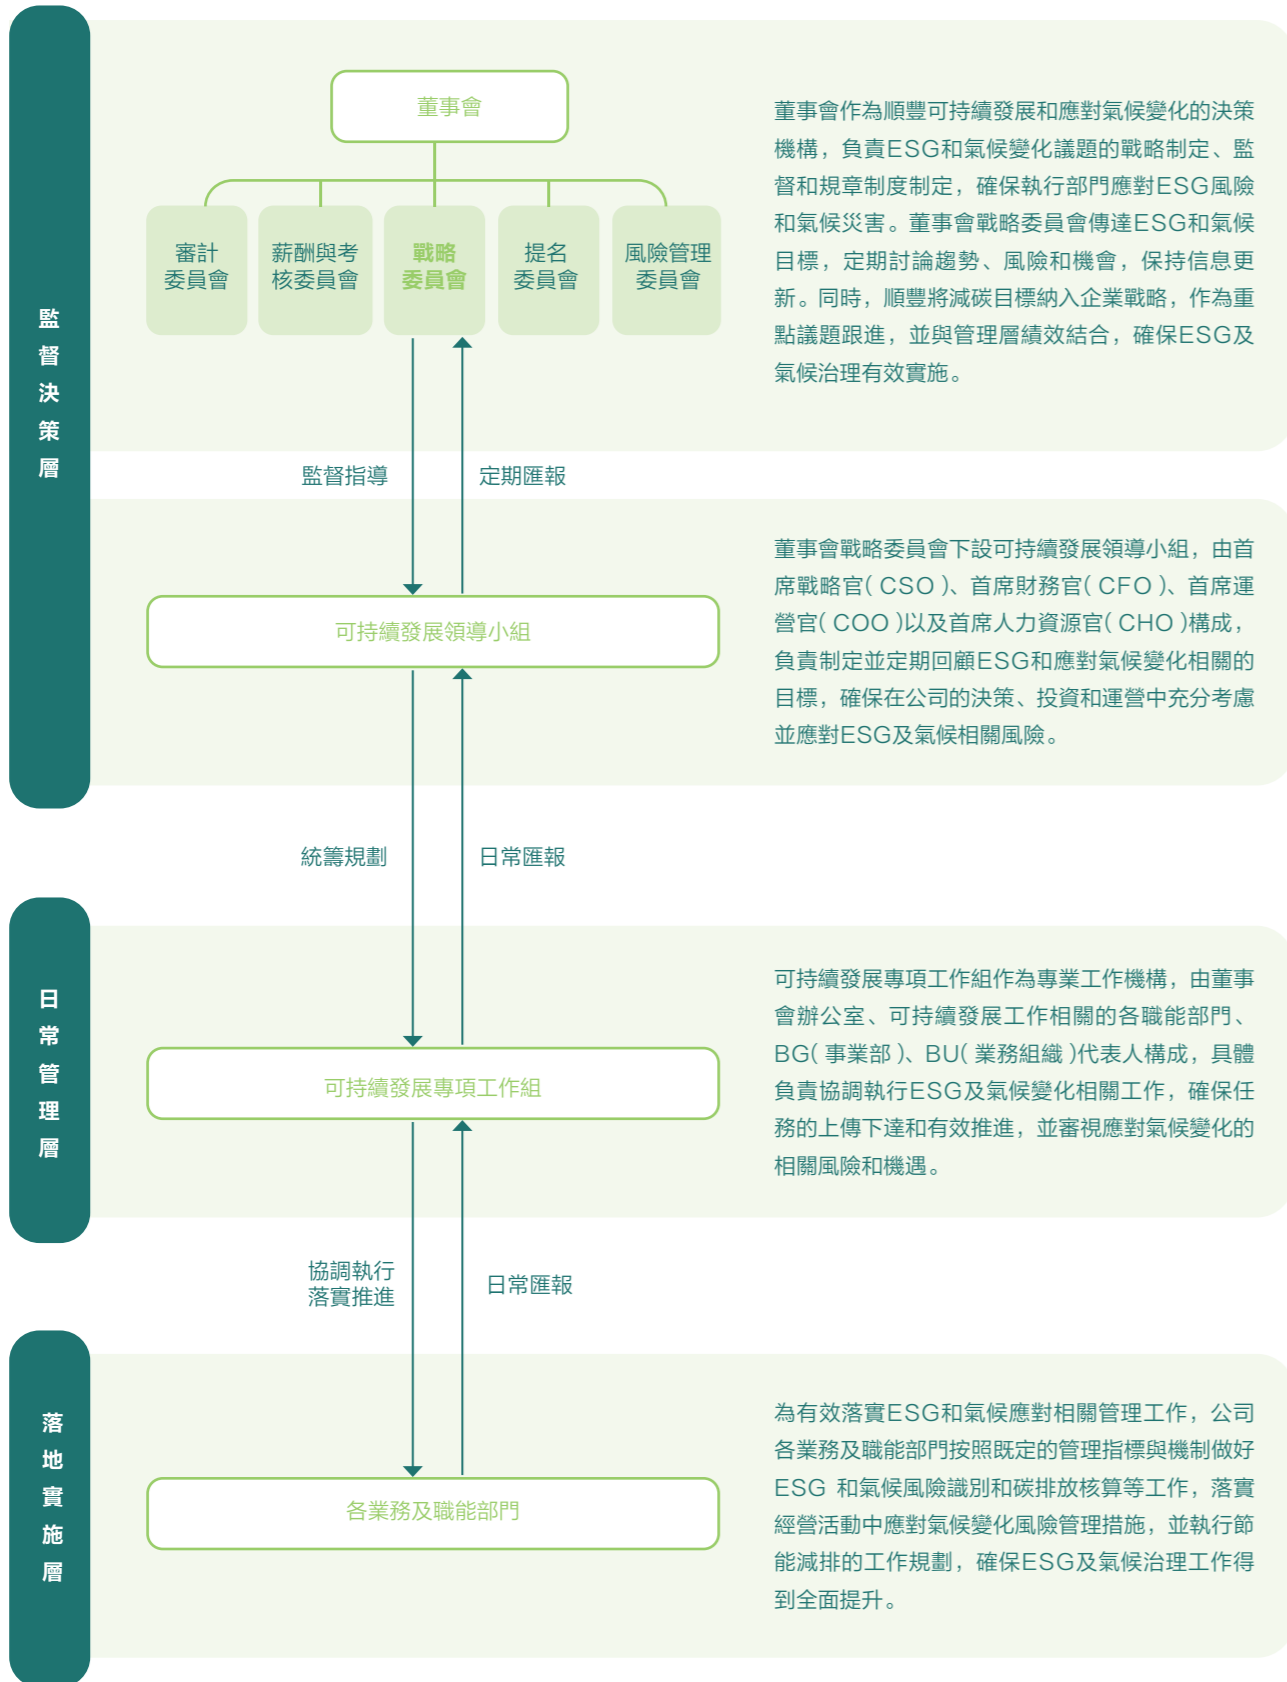 監督決策層
董事會
審計
委員會
薪酬與考
核委員會
戰略
委員會
提名
委員會
風險管理
委員會
董事會作為順豐可持續發展和應對氣候變化的決策
機構，負責ESG和氣候變化議題的戰略制定、監
督和規章制度制定，確保執行部門應對ESG風險
和氣候災害。董事會戰略委員會傳達ESG和氣候
目標，定期討論趨勢、風險和機會，保持信息更
新。同時，順豐將減碳目標納入企業戰略，作為重
點議題跟進，並與管理層績效結合，確保ESG及
氣候治理有效實施。
監督指導
定期匯報
可持續發展領導小組
董事會戰略委員會下設可持續發展領導小組，由首
席戰略官( CSO )、首席財務官( CFO )、首席運
營官( COO )以及首席人力資源官( CHO )構成，
負責制定並定期回顧ESG和應對氣候變化相關的
目標，確保在公司的決策、投資和運營中充分考慮
並應對ESG及氣候相關風險。
統籌規劃
日常匯報
日常管理層
可持續發展專項工作組
可持續發展專項工作組作為專業工作機構，由董事
會辦公室、可持續發展工作相關的各職能部門、
BG( 事業部 )、BU( 業務組織 )代表人構成，具體
負責協調執行ESG及氣候變化相關工作，確保任
務的上傳下達和有效推進，並審視應對氣候變化的
相關風險和機遇。
協調執行
落實推進
日常匯報
落地實施層
各業務及職能部門
為有效落實ESG和氣候應對相關管理工作，公司
各業務及職能部門按照既定的管理指標與機制做好
ESG 和氣候風險識別和碳排放核算等工作，落實
經營活動中應對氣候變化風險管理措施，並執行節
能減排的工作規劃，確保ESG及氣候治理工作得
到全面提升。